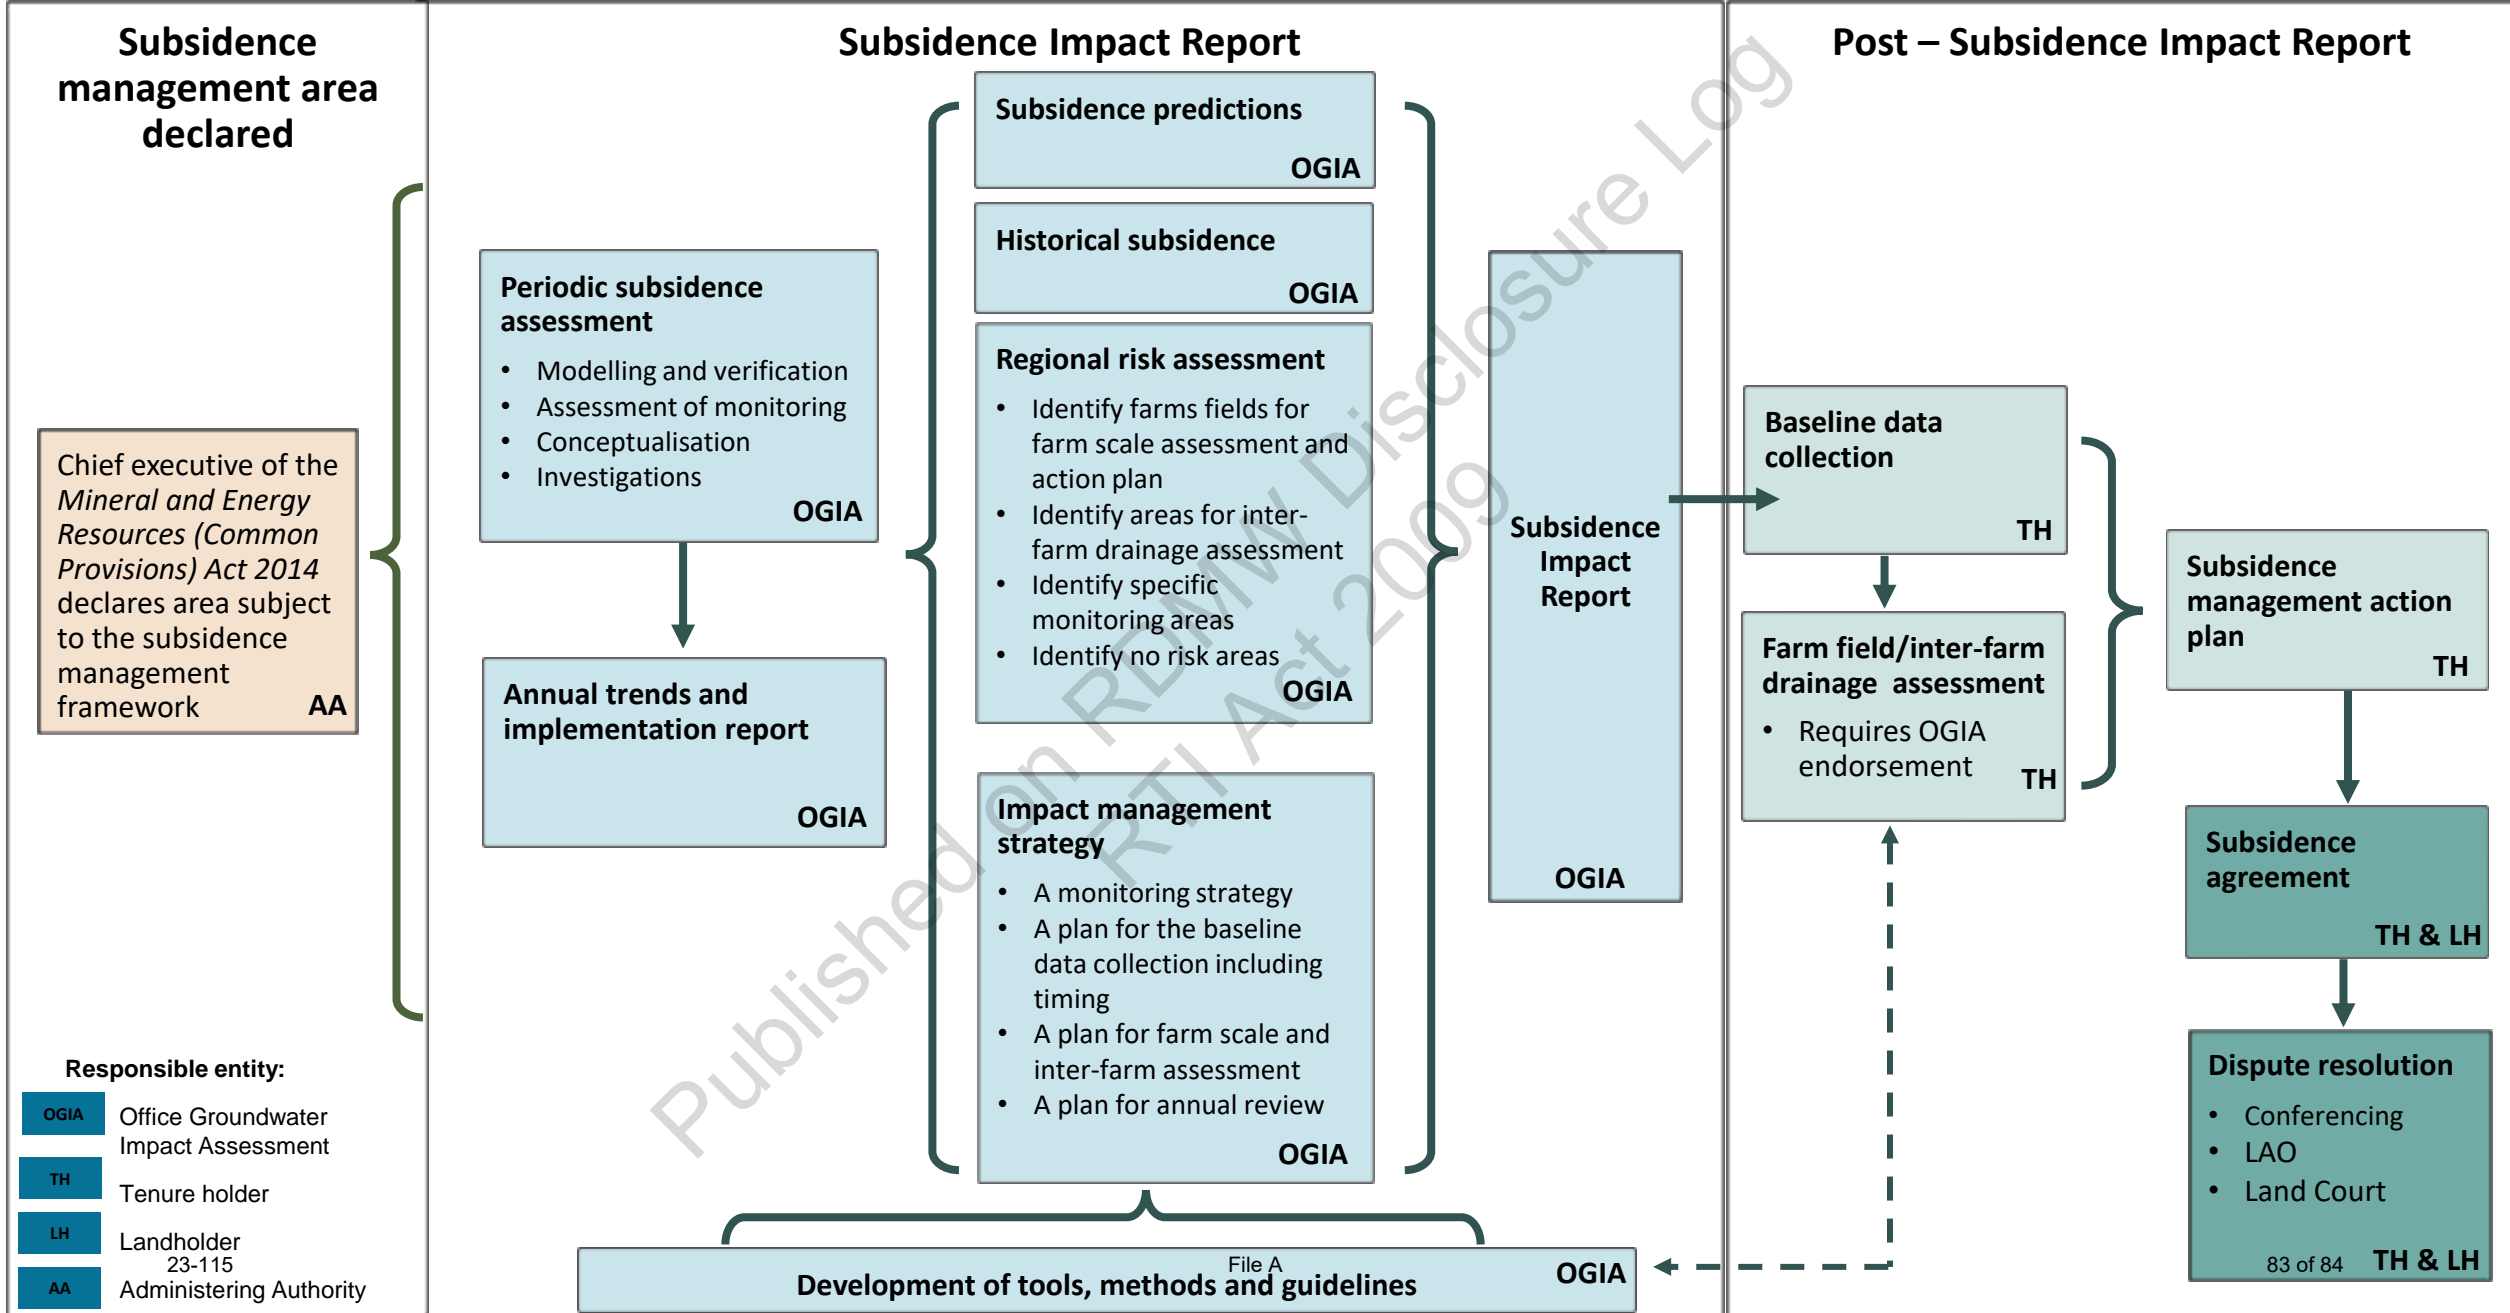 Subsidence
management area
declared
Chief executive of the
Mineral and Energy
Resources (Common
Provisions) Act 2014
declares area subject
to the subsidence
management
framework
AA
Responsible entity:
OGIA
Office Groundwater
Impact Assessment
TH
Tenure holder
LH
Landholder
23-115
AA
Administering Authority
Subsidence Impact Report
Periodic subsidence
assessment
• Modelling and verification
• Assessment of monitoring
• Conceptualisation
• Investigations
OGIA
Annual trends and
implementation report
OGIA
Subsidence predictions
OGIA
Historical subsidence
OGIA
Regional risk assessment
• Identify farms fields for
farm scale assessment and
action plan
• Identify areas for inter-
farm drainage assessment
• Identify specific
monitoring areas
• Identify no risk areas
OGIA
Impact management
strategy
• A monitoring strategy
• A plan for the baseline
data collection including
timing
• A plan for farm scale and
inter-farm assessment
• A plan for annual review
OGIA
Subsidence
Impact
Report
OGIA
File A
Development of tools, methods and guidelines
OGIA
Post – Subsidence Impact Report
Baseline data
collection
TH
Farm field/inter-farm
drainage assessment
• Requires OGIA
endorsement
TH
Subsidence
management action
plan
TH
Subsidence
agreement
TH & LH
Dispute resolution
• Conferencing
• LAO
• Land Court
83 of 84
TH & LH
Published on RDMW Disclosure Log
RTI Act 2009